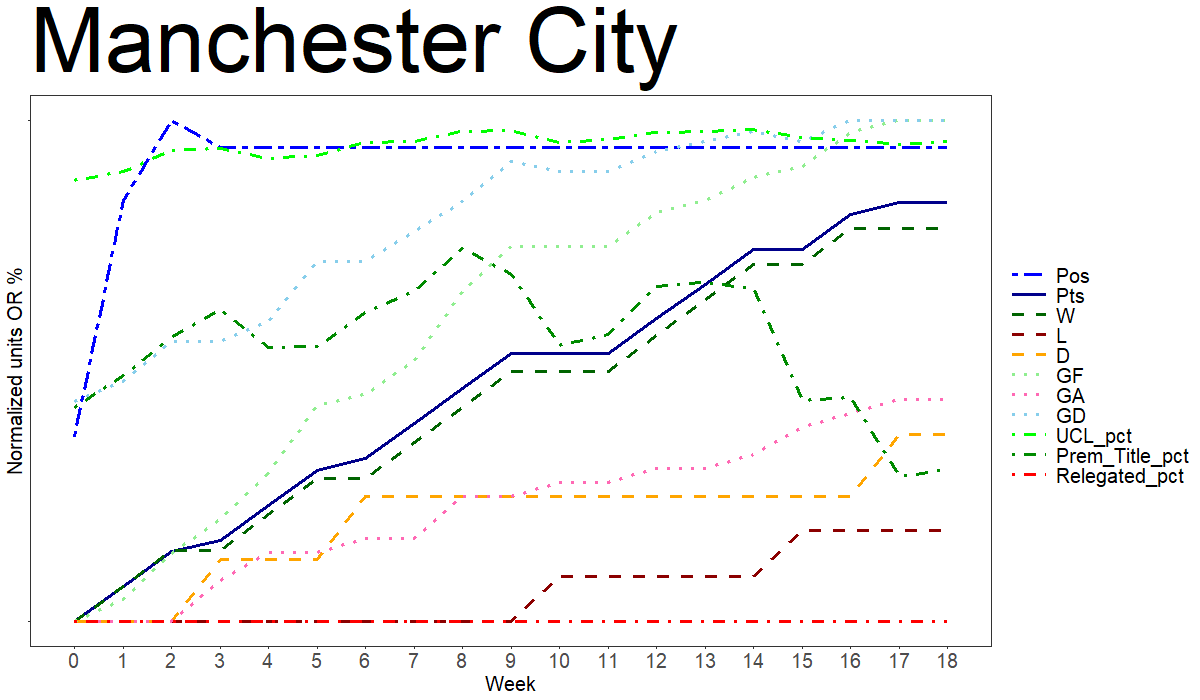 Manchester City
Normalized units OR %
0 1 2 3 4 5 6 7 8 9 10 11 12 13 14 15 16 17 18
Week
Pos
Pts
W
L
D
GF
GA
GD
UCL_pct
Prem_Title_pct
Relegated_pct